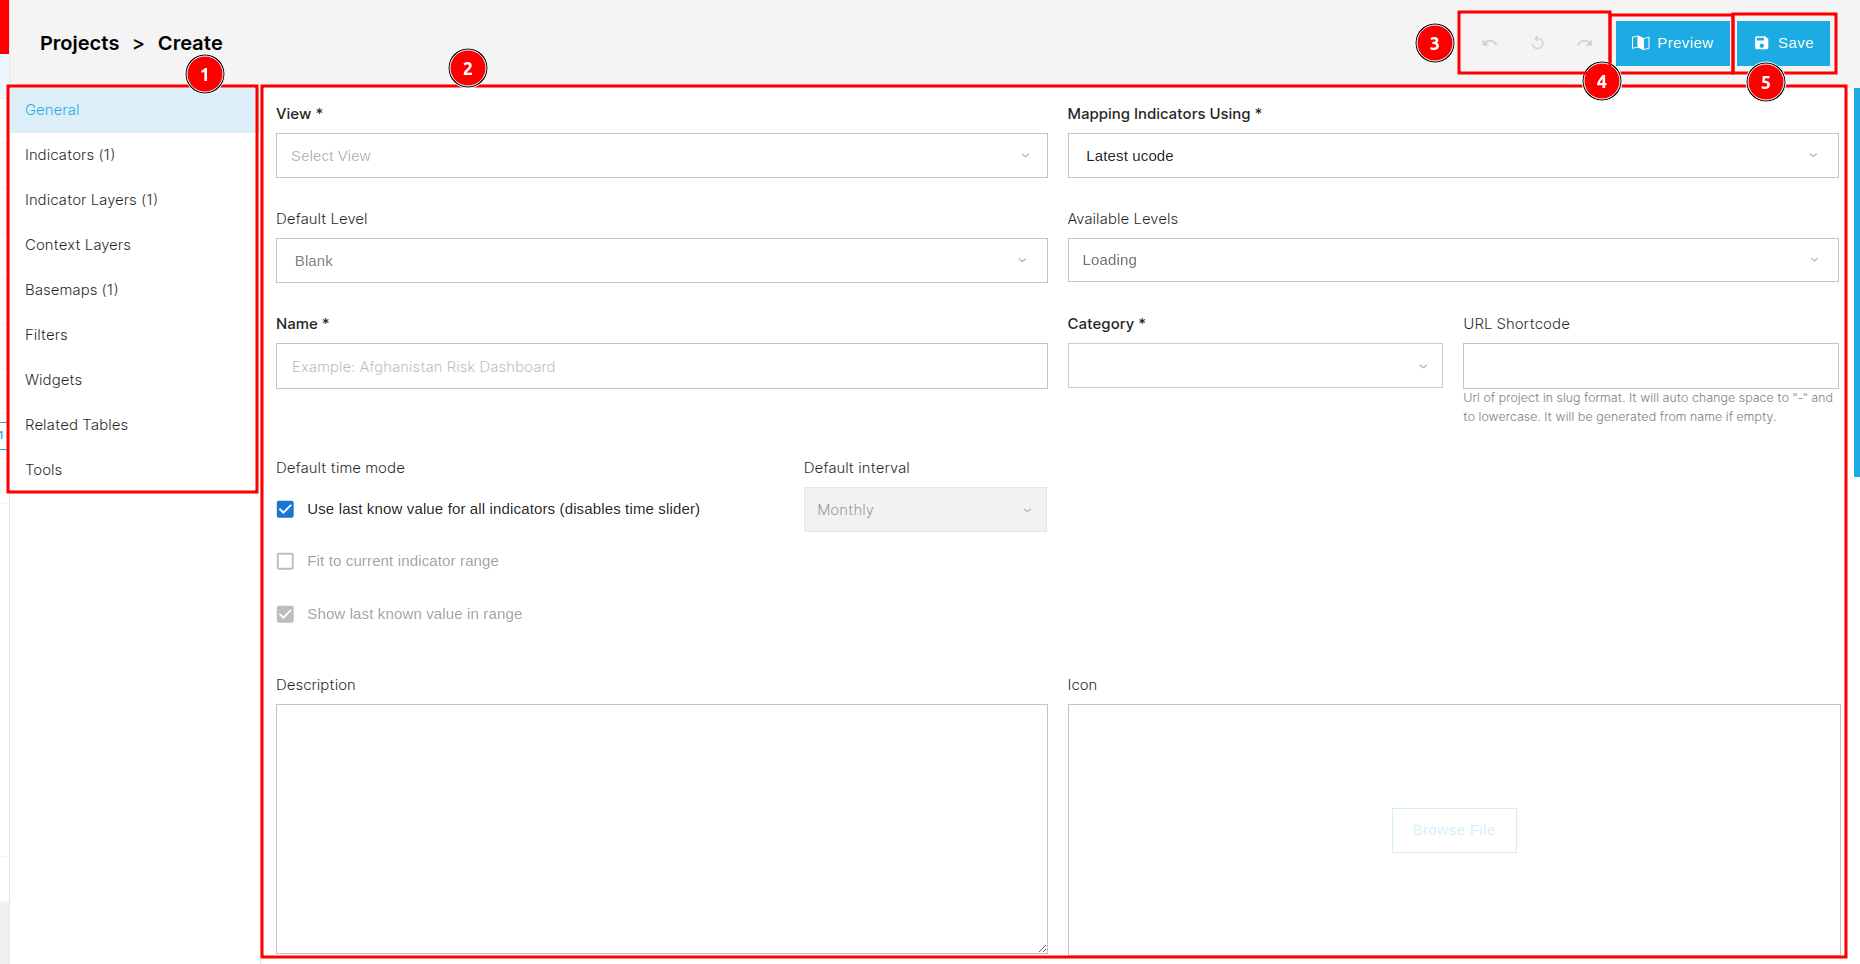 Projects > Create
3
Preview
Save
1
2
4
5
General
Indicators (1)
Indicator Layers (1)
Context Layers
Basemaps (1)
Filters
Widgets
Related Tables
Tools
1
View *
Mapping Indicators Using *
Select View
Latest ucode
Default Level
Available Levels
Blank
Loading
Name *
Category *
URL Shortcode
Example: Afghanistan Risk Dashboard
Url of project in slug format. It will auto change space to "-" and
to lowercase. It will be generated from name if empty.
Default time mode
Default interval
Use last know value for all indicators (disables time slider)
Monthly
Fit to current indicator range
Show last known value in range
Description
Icon
Browse File